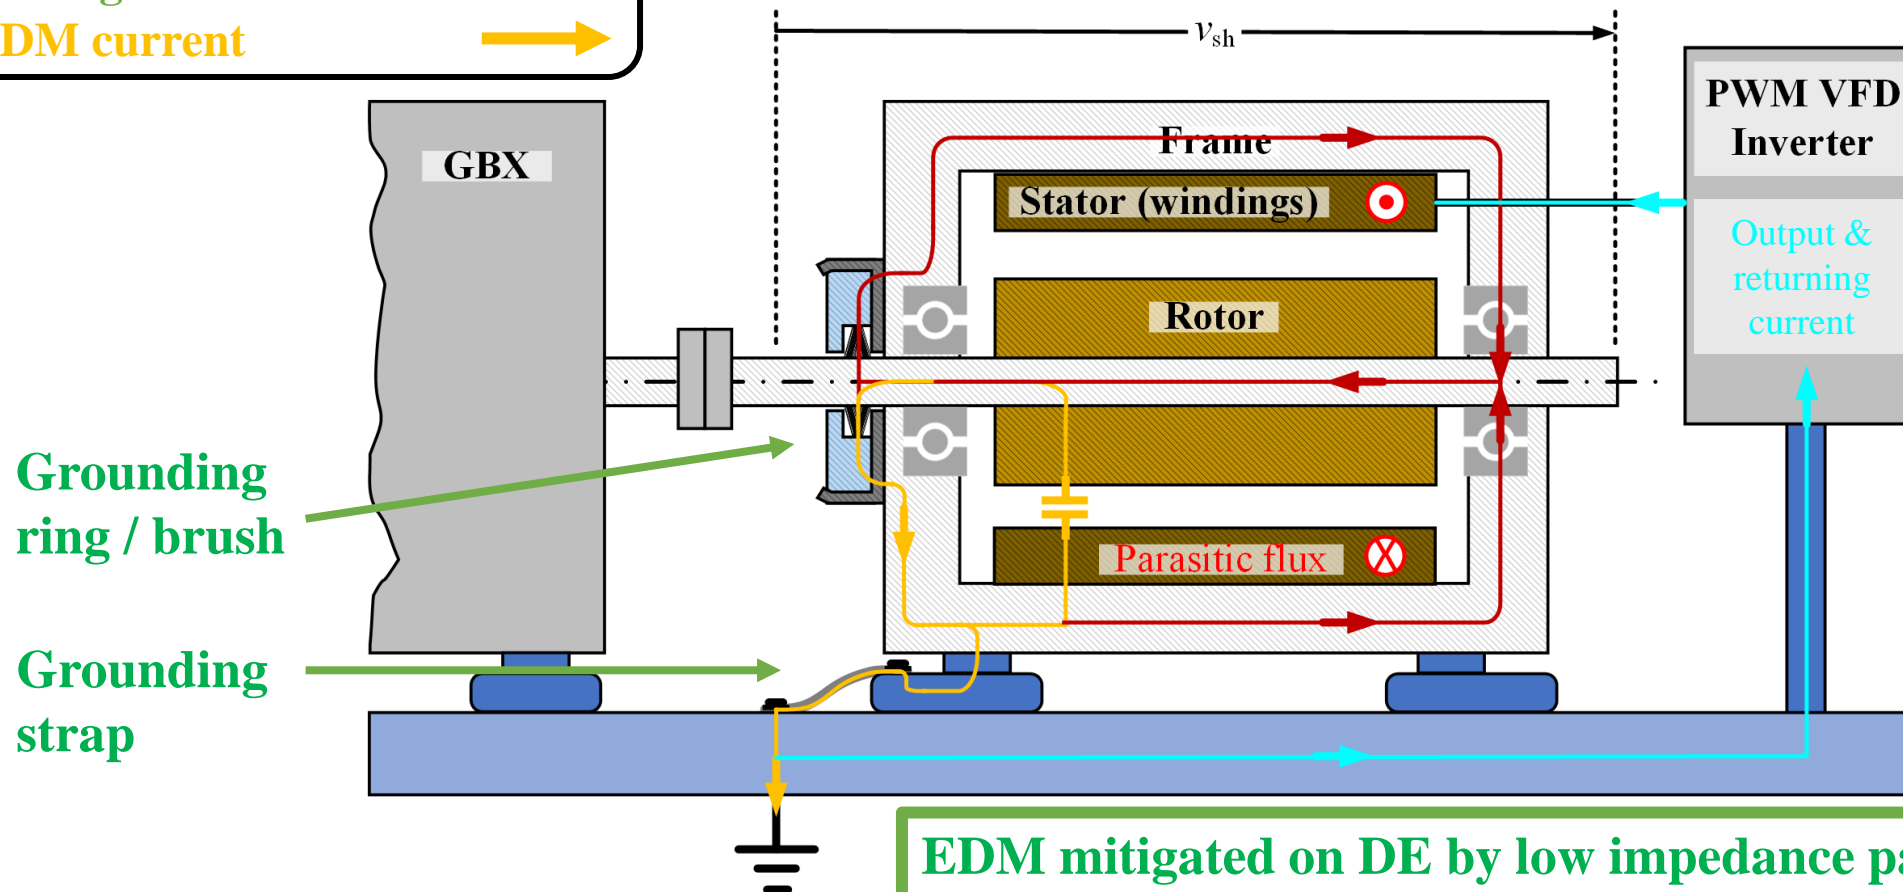 DM current
v_sh
PWM VFD
Inverter
GBX
Frame
Stator (windings)
Output &
returning
current
Rotor
Grounding
ring / brush
Parasitic flux
Grounding
strap
EDM mitigated on DE by low impedance pa